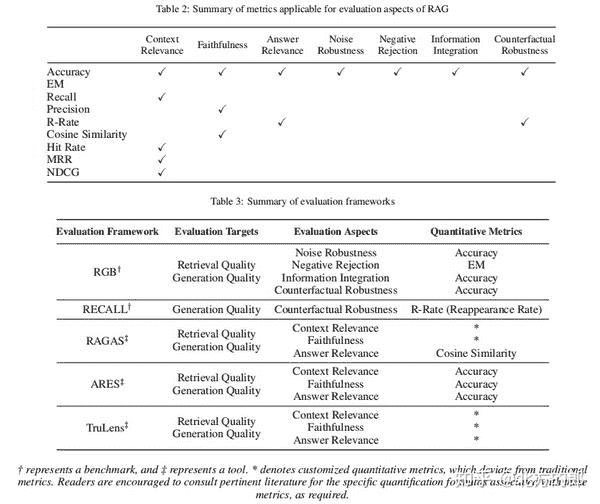 Table 2: Summary of metrics applicable for evaluation aspects of RAG
Context Relevance Faithfulness Answer Relevance Noise Robustness Negative Rejection Information Integration Counterfactual Robustness
Accuracy ✓ ✓ ✓ ✓ ✓ ✓ ✓
EM
Recall ✓
Precision ✓
R-Rate ✓ ✓
Cosine Similarity ✓
Hit Rate ✓
MRR ✓
NDCG ✓
Table 3: Summary of evaluation frameworks
Evaluation Framework Evaluation Targets Evaluation Aspects Quantitative Metrics
RGB† Retrieval Quality Generation Quality
Noise Robustness Accuracy
Negative Rejection EM
Information Integration Accuracy
Counterfactual Robustness Accuracy
RECALL† Generation Quality Counterfactual Robustness R-Rate (Reappearance Rate)
RAGAS‡ Retrieval Quality Generation Quality
Context Relevance *
Faithfulness *
Answer Relevance Cosine Similarity
ARES‡ Retrieval Quality Generation Quality
Context Relevance Accuracy
Faithfulness Accuracy
Answer Relevance Accuracy
TruLens‡ Retrieval Quality Generation Quality
Context Relevance *
Faithfulness *
Answer Relevance *
† represents a benchmark, and ‡ represents a tool. * denotes customized quantitative metrics, which deviate from traditional
metrics. Readers are encouraged to consult pertinent literature for the specific quantification formulas associated with these
metrics, as required.